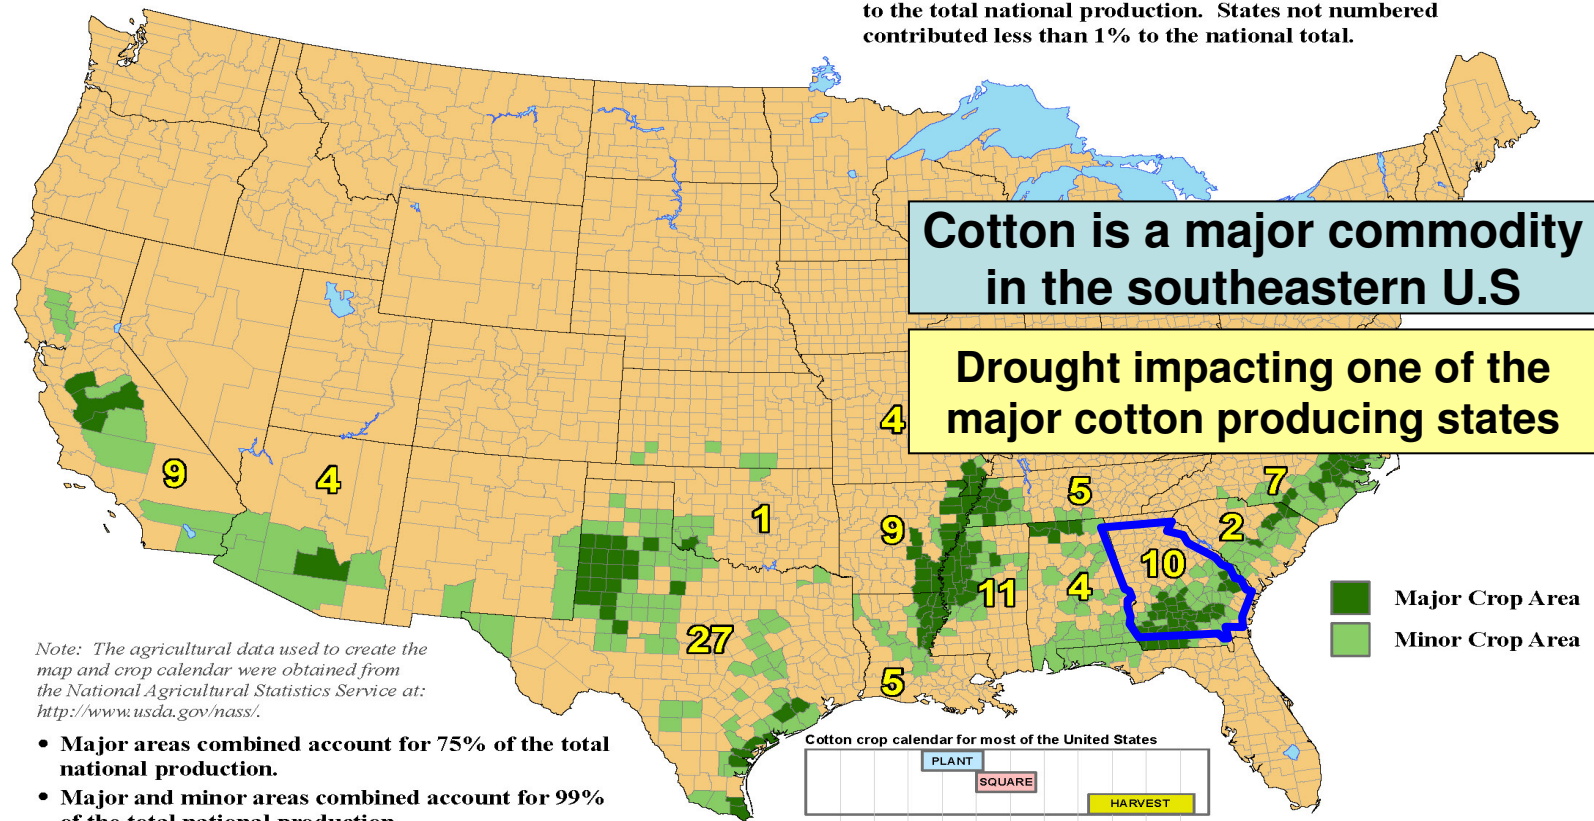 to the total national production. States not numbered
contributed less than 1% to the national total.
Cotton is a major commodity
in the southeastern U.S
Drought impacting one of the
major cotton producing states
4
9
4
1
9
5
7
2
10
11
4
27
5
Major Crop Area
Minor Crop Area
Note: The agricultural data used to create the
map and crop calendar were obtained from
the National Agricultural Statistics Service at:
http://www.usda.gov/nass/.
• Major areas combined account for 75% of the total
national production.
• Major and minor areas combined account for 99%
of the total national production
Cotton crop calendar for most of the United States
PLANT
SQUARE
HARVEST